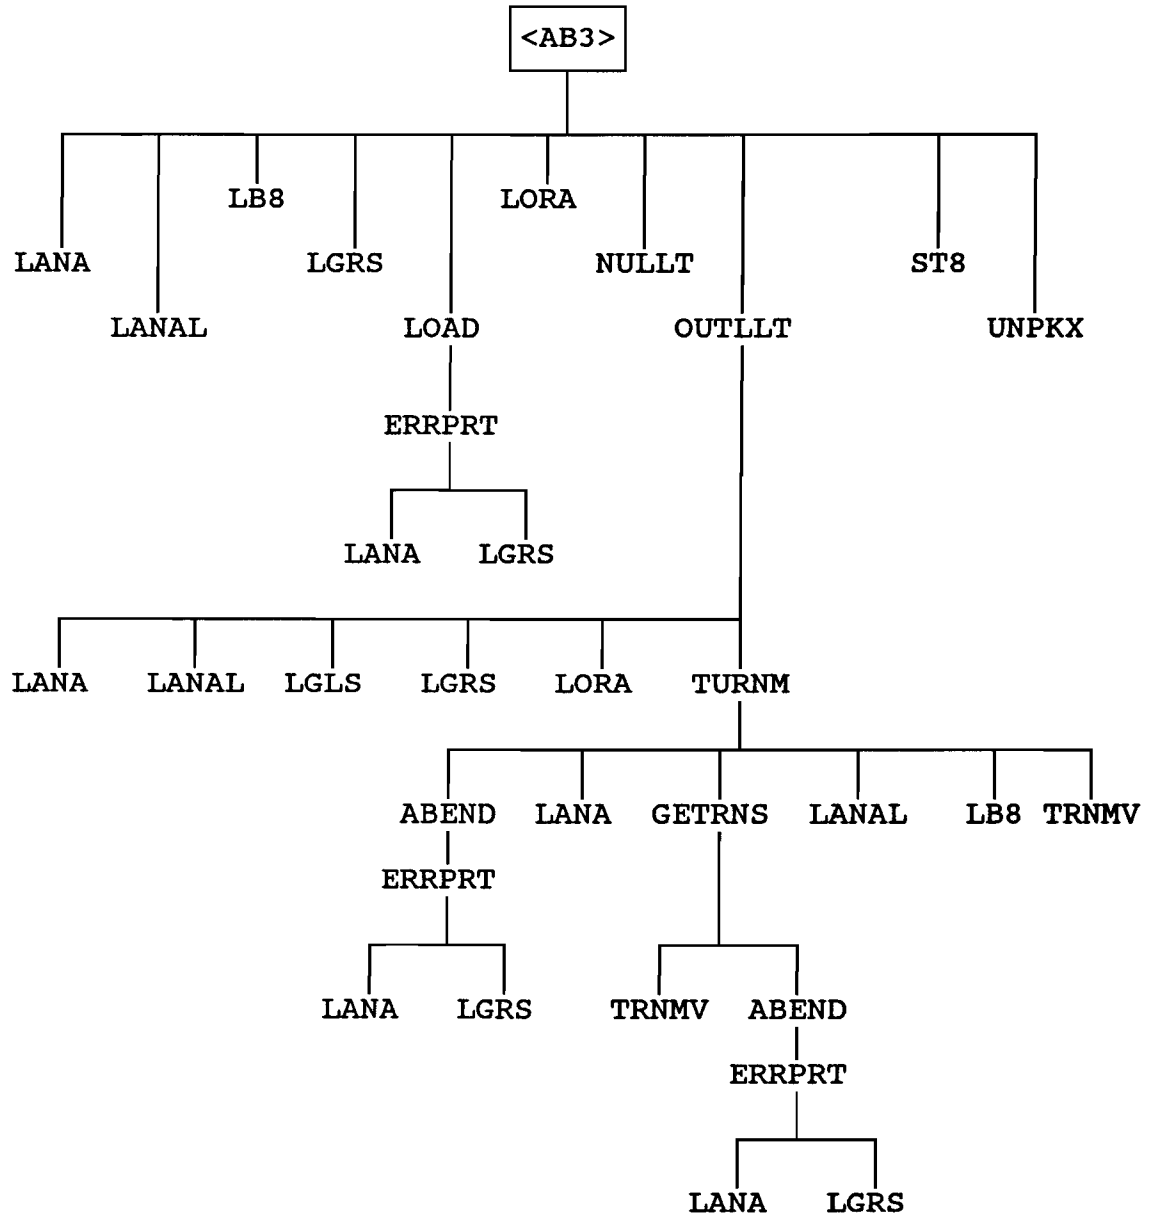 <AB3>
LB8 LORA
LANA LGRS NULLT ST8
LANAL LOAD OUTLLT UNPKX
ERRPRT
LANA LGRS
LANA LANAL LGLS LGRS LORA TURNM
ABEND LANA GETRNS LANAL LB8 TRNMV
ERRPRT
LANA LGRS TRNMV ABEND
ERRPRT
LANA LGRS